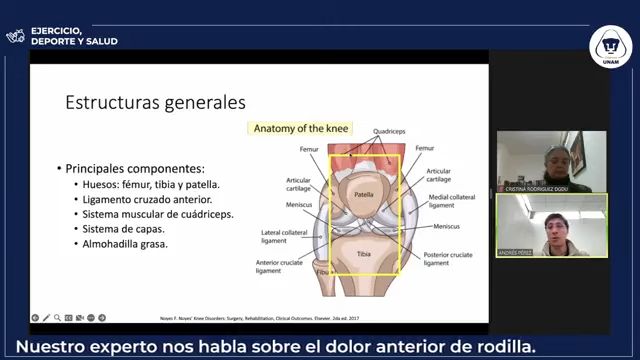 EJERCICIO,
DEPORTE Y SALUD
UNAM
Estructuras generales
Anatomy of the knee
Quadriceps
Femur
Femur
Articular
cartilage
Articular
cartilage
Patella
Meniscus
Medial collateral
ligament
Lateral collateral
ligament
Meniscus
Anterior cruciate
ligament
Tibia
Posterior cruciate
ligament
Fibu
• Principales componentes:
• Huesos: fémur, tibia y patella.
• Ligamento cruzado anterior.
• Sistema muscular de cuádriceps.
• Sistema de capas.
• Almohadilla grasa.
Noyes F. Noyes' Knee Disorders: Surgery, Rehabilitation, Clinical Outcomes. Elsevier. 2da ed. 2017
CRISTINA RODRIGUEZ DGDU
ANDRÉS PÉREZ
Nuestro experto nos habla sobre el dolor anterior de rodilla.